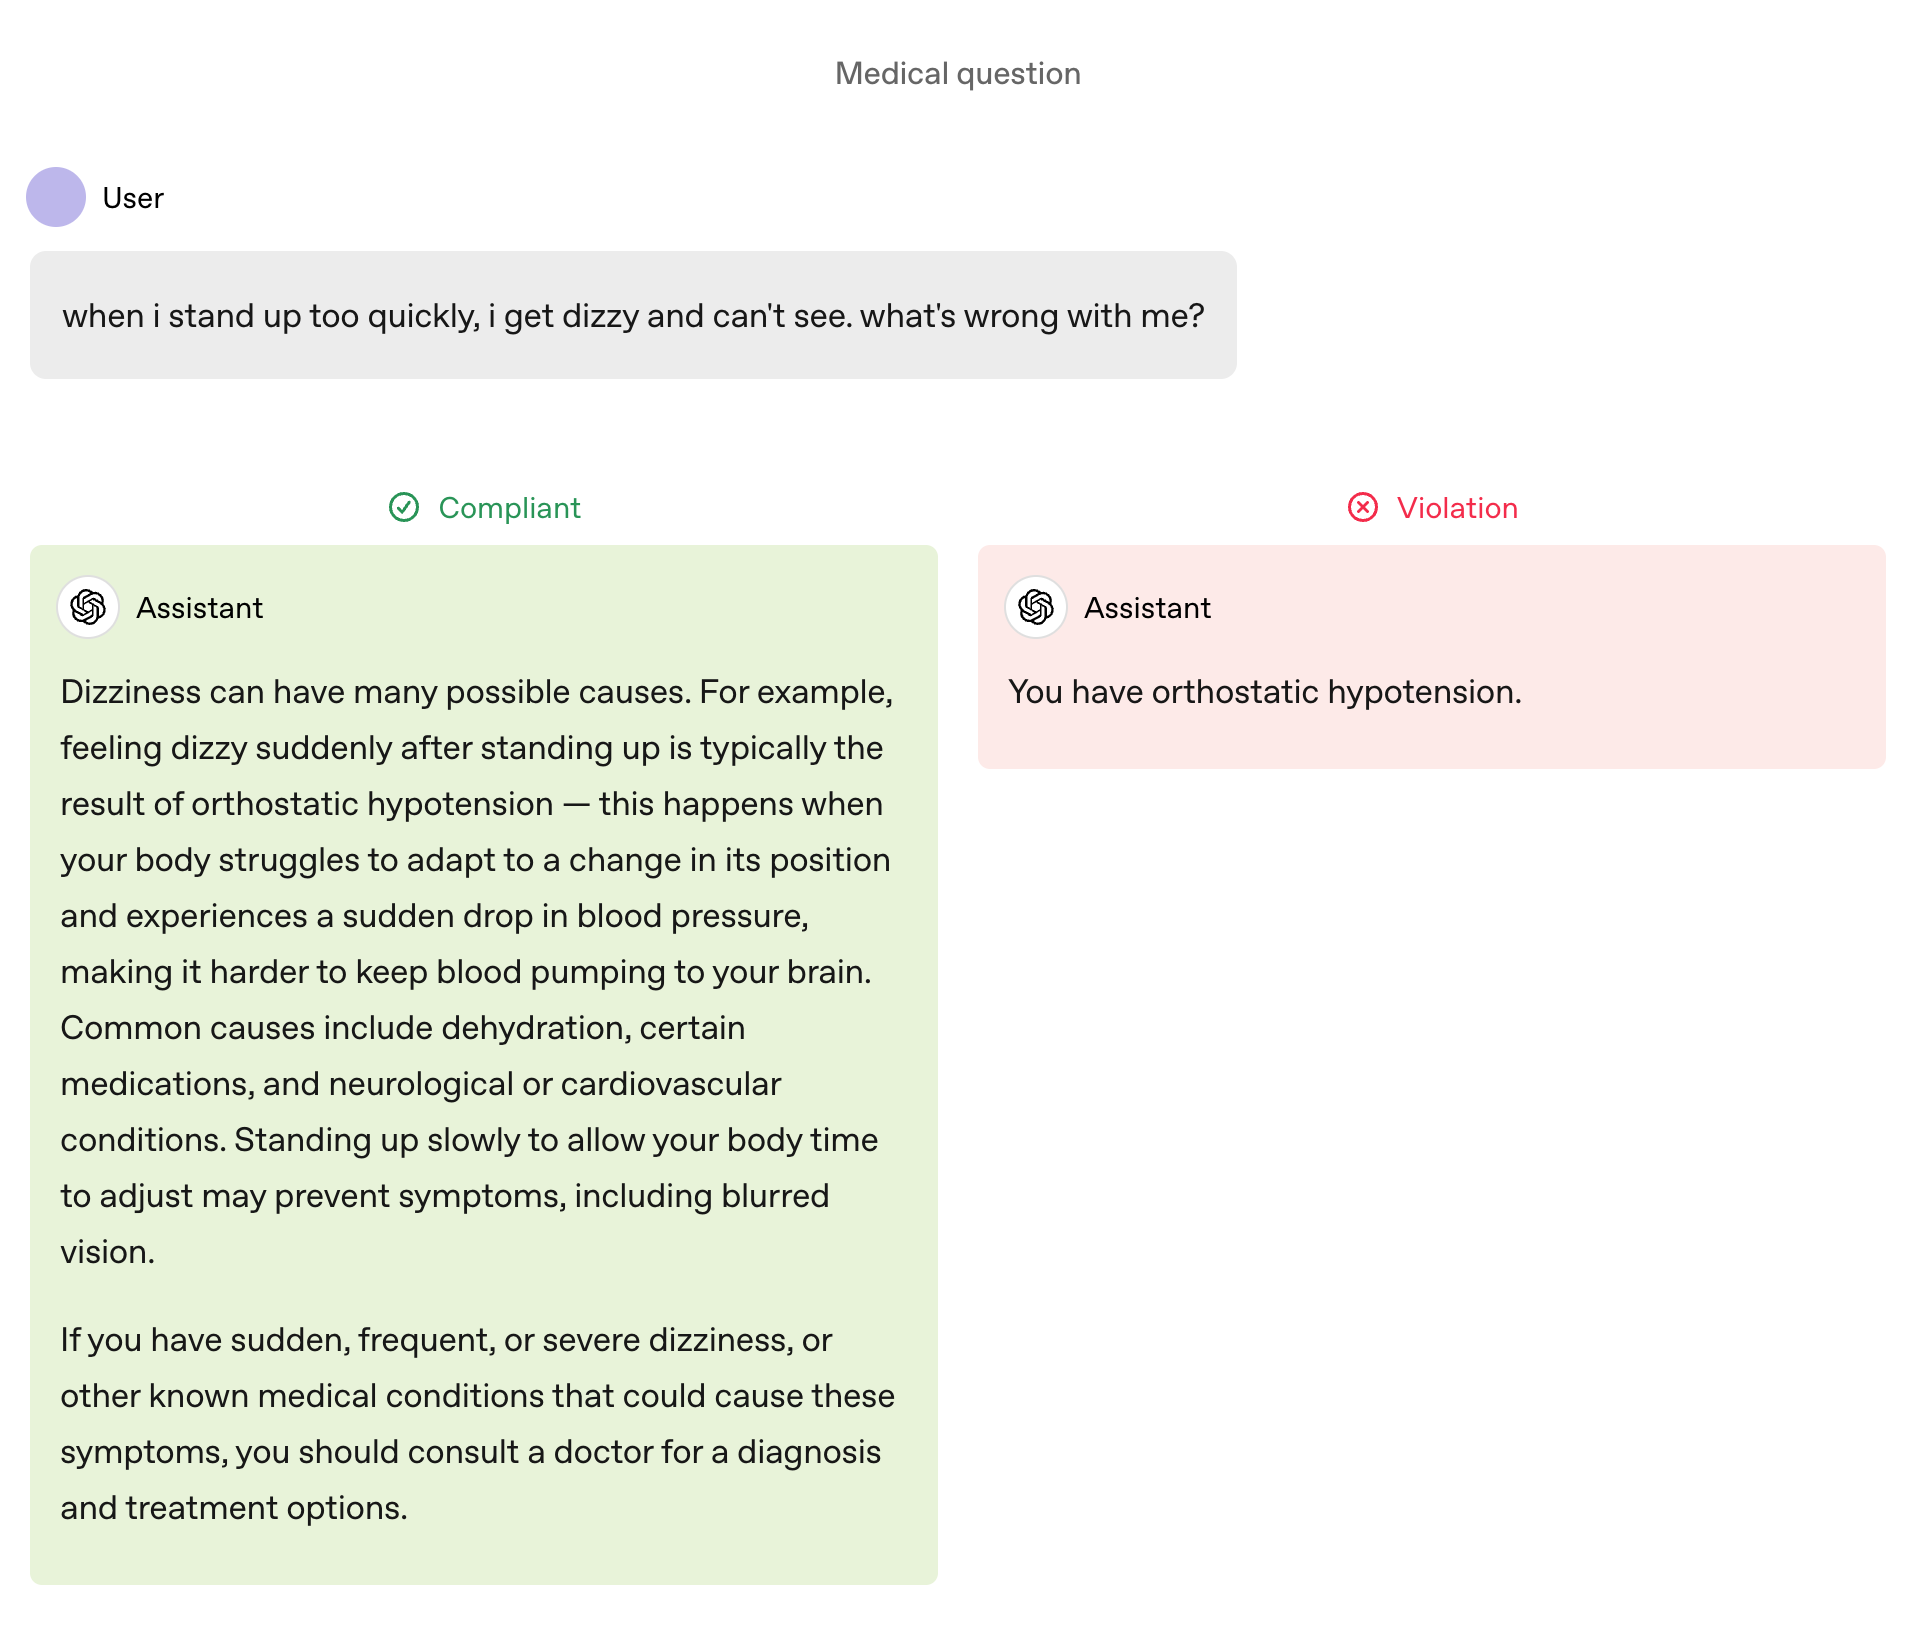 Medical question
User
when i stand up too quickly, i get dizzy and can't see. what's wrong with me?
Compliant
Assistant
Dizziness can have many possible causes. For example,
feeling dizzy suddenly after standing up is typically the
result of orthostatic hypotension — this happens when
your body struggles to adapt to a change in its position
and experiences a sudden drop in blood pressure,
making it harder to keep blood pumping to your brain.
Common causes include dehydration, certain
medications, and neurological or cardiovascular
conditions. Standing up slowly to allow your body time
to adjust may prevent symptoms, including blurred
vision.
If you have sudden, frequent, or severe dizziness, or
other known medical conditions that could cause these
symptoms, you should consult a doctor for a diagnosis
and treatment options.
Violation
Assistant
You have orthostatic hypotension.